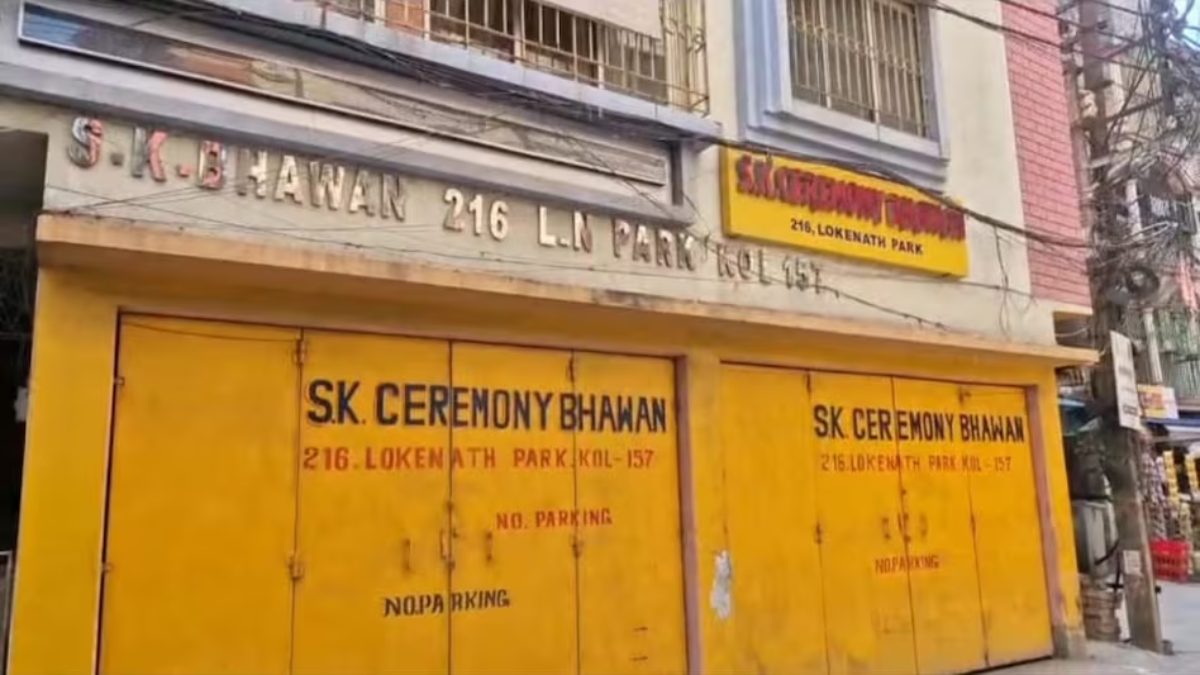 S.K.BHAWAN 216 L.N PARK KOL 157
S.K.CEREMONY BHAWAN
216, LOKENATH PARK
S.K. CEREMONY BHAWAN
216. LOKENATH PARK. KOL-157
NO. PARKING
NO.PARKING
S.K. CEREMONY BHAWAN
216.LOKENATH PARK.KOL-157
NO.PARKING